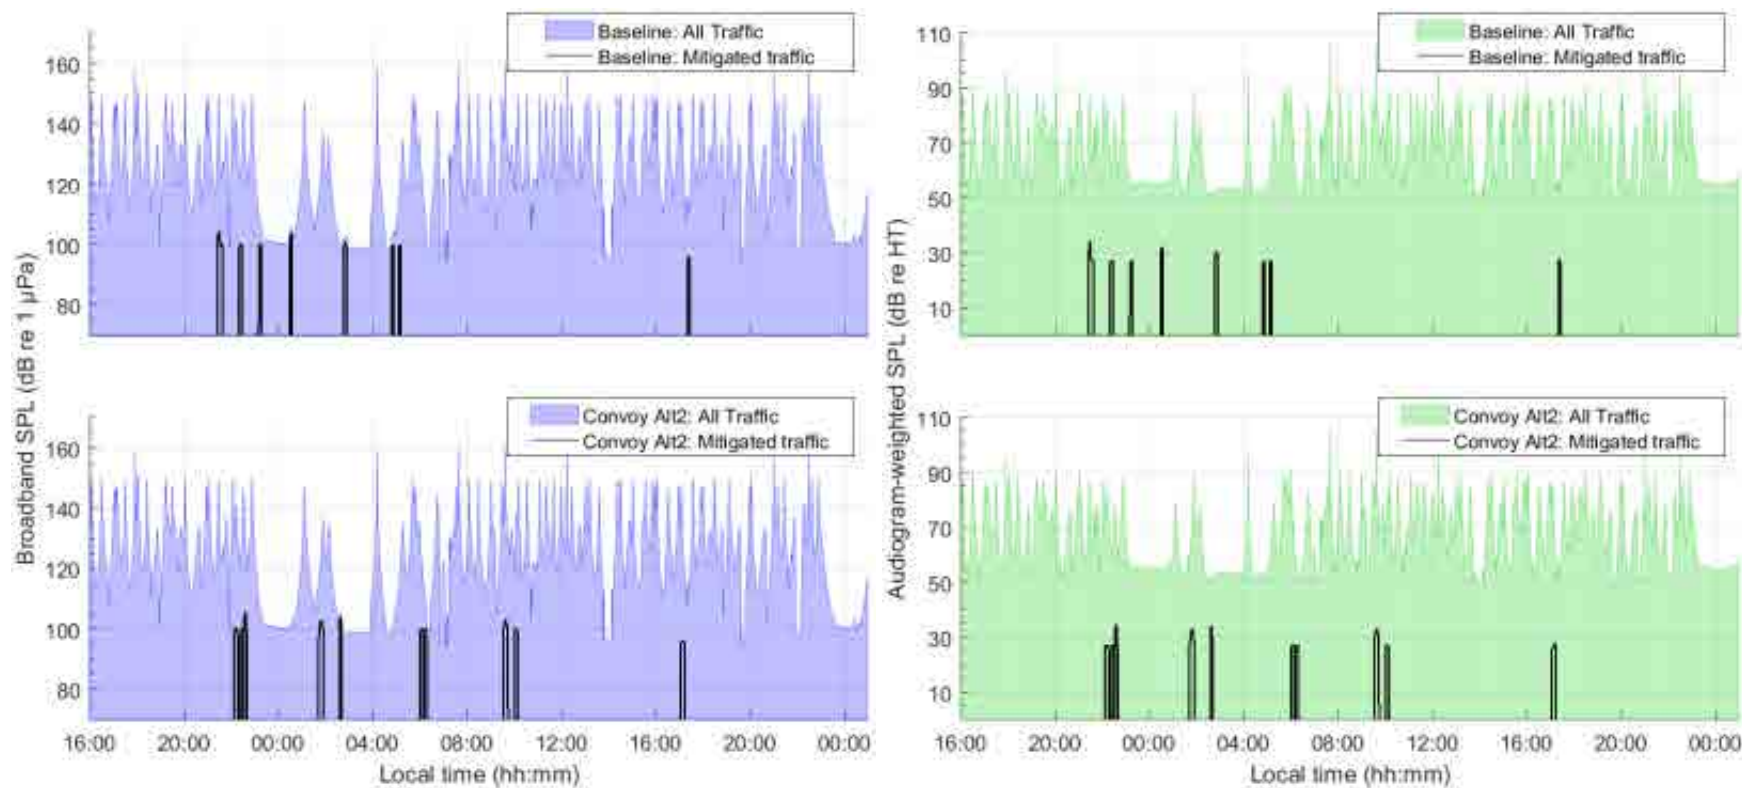 Baseline: All Traffic
Baseline: Mitigated traffic
160
140
120
100
80
Baseline: All Traffic
Baseline: Mitigated traffic
110
90
70
50
30
10
Broadband SPL (dB re 1 µPa)
Audiogram-weighted SPL (dB re HT)
Convoy Alt2: All Traffic
Convoy Alt2: Mitigated traffic
160
140
120
100
80
16:00 20:00 00:00 04:00 08:00 12:00 16:00 20:00 00:00
Local time (hh:mm)
Convoy Alt2: All Traffic
Convoy Alt2: Mitigated traffic
110
90
70
50
30
10
16:00 20:00 00:00 04:00 08:00 12:00 16:00 20:00 00:00
Local time (hh:mm)